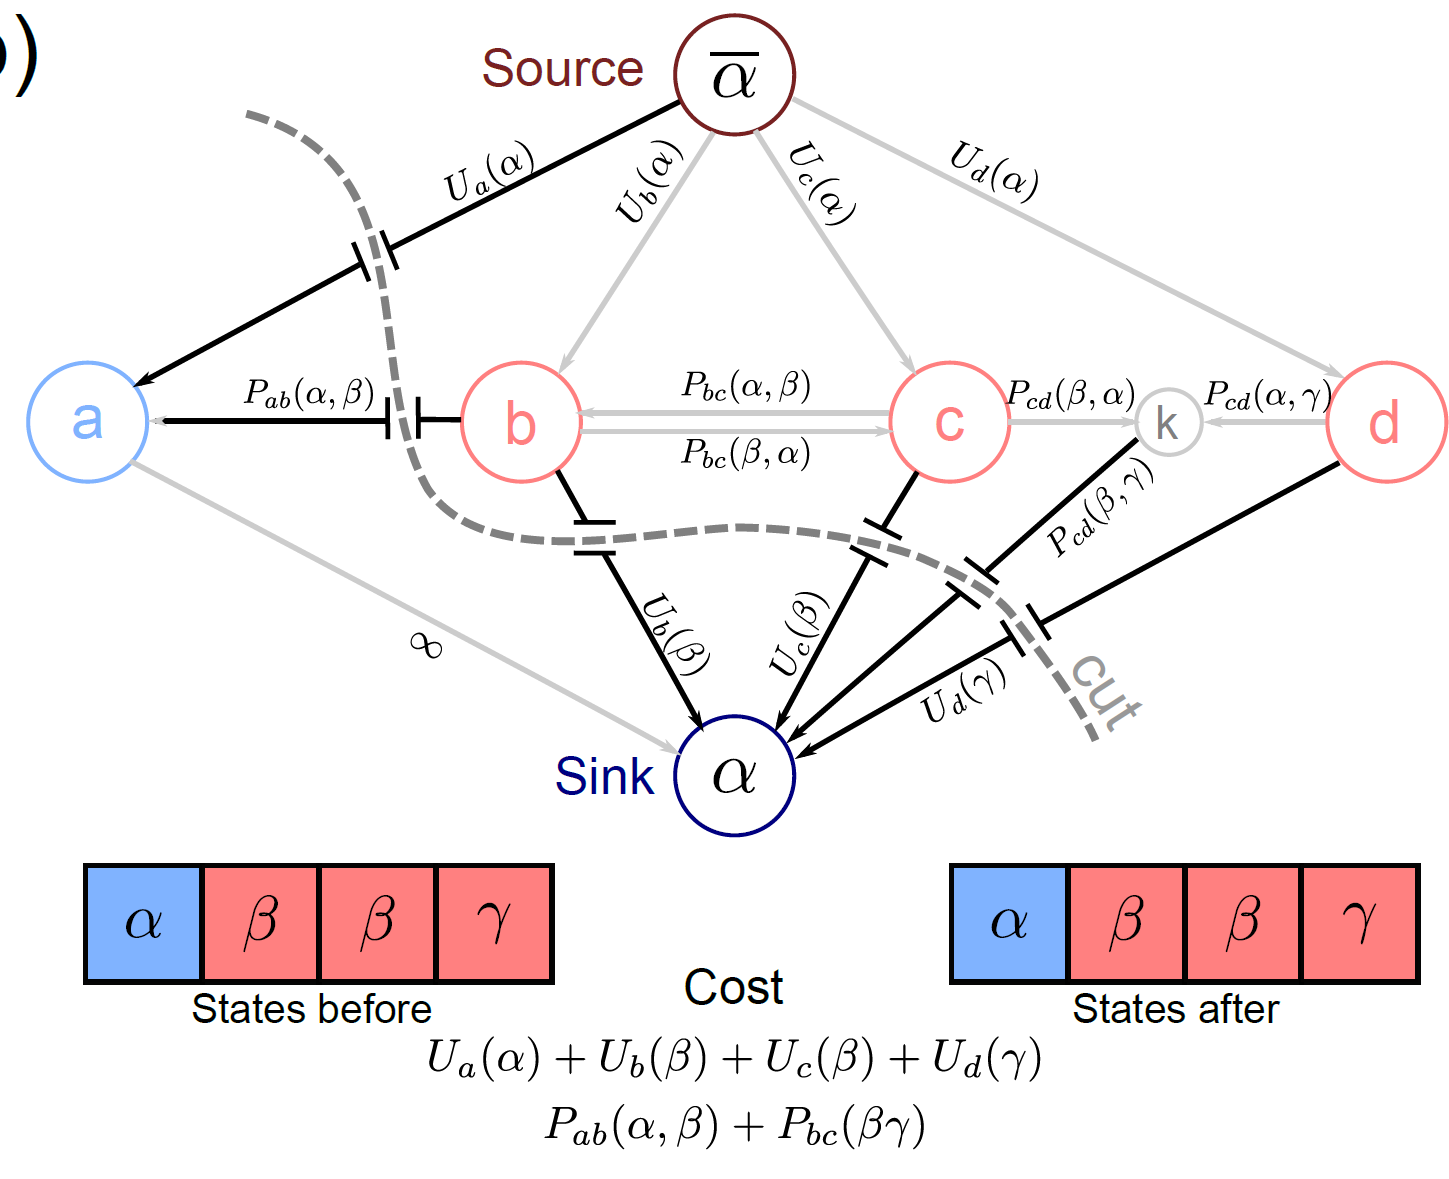 )
Source
α̅
U_a(α)
U_b(α)
U_c(α)
U_d(α)
a
P_ab(α, β)
b
P_bc(α, β)
P_bc(β, α)
c
P_cd(β, α)
k
P_cd(α, γ)
d
P_cd(β, γ)
∞
U_b(β)
U_c(β)
U_d(γ)
cut
Sink
α
α β β γ
States before
α β β γ
States after
Cost
U_a(α) + U_b(β) + U_c(β) + U_d(γ)
P_ab(α, β) + P_bc(βγ)